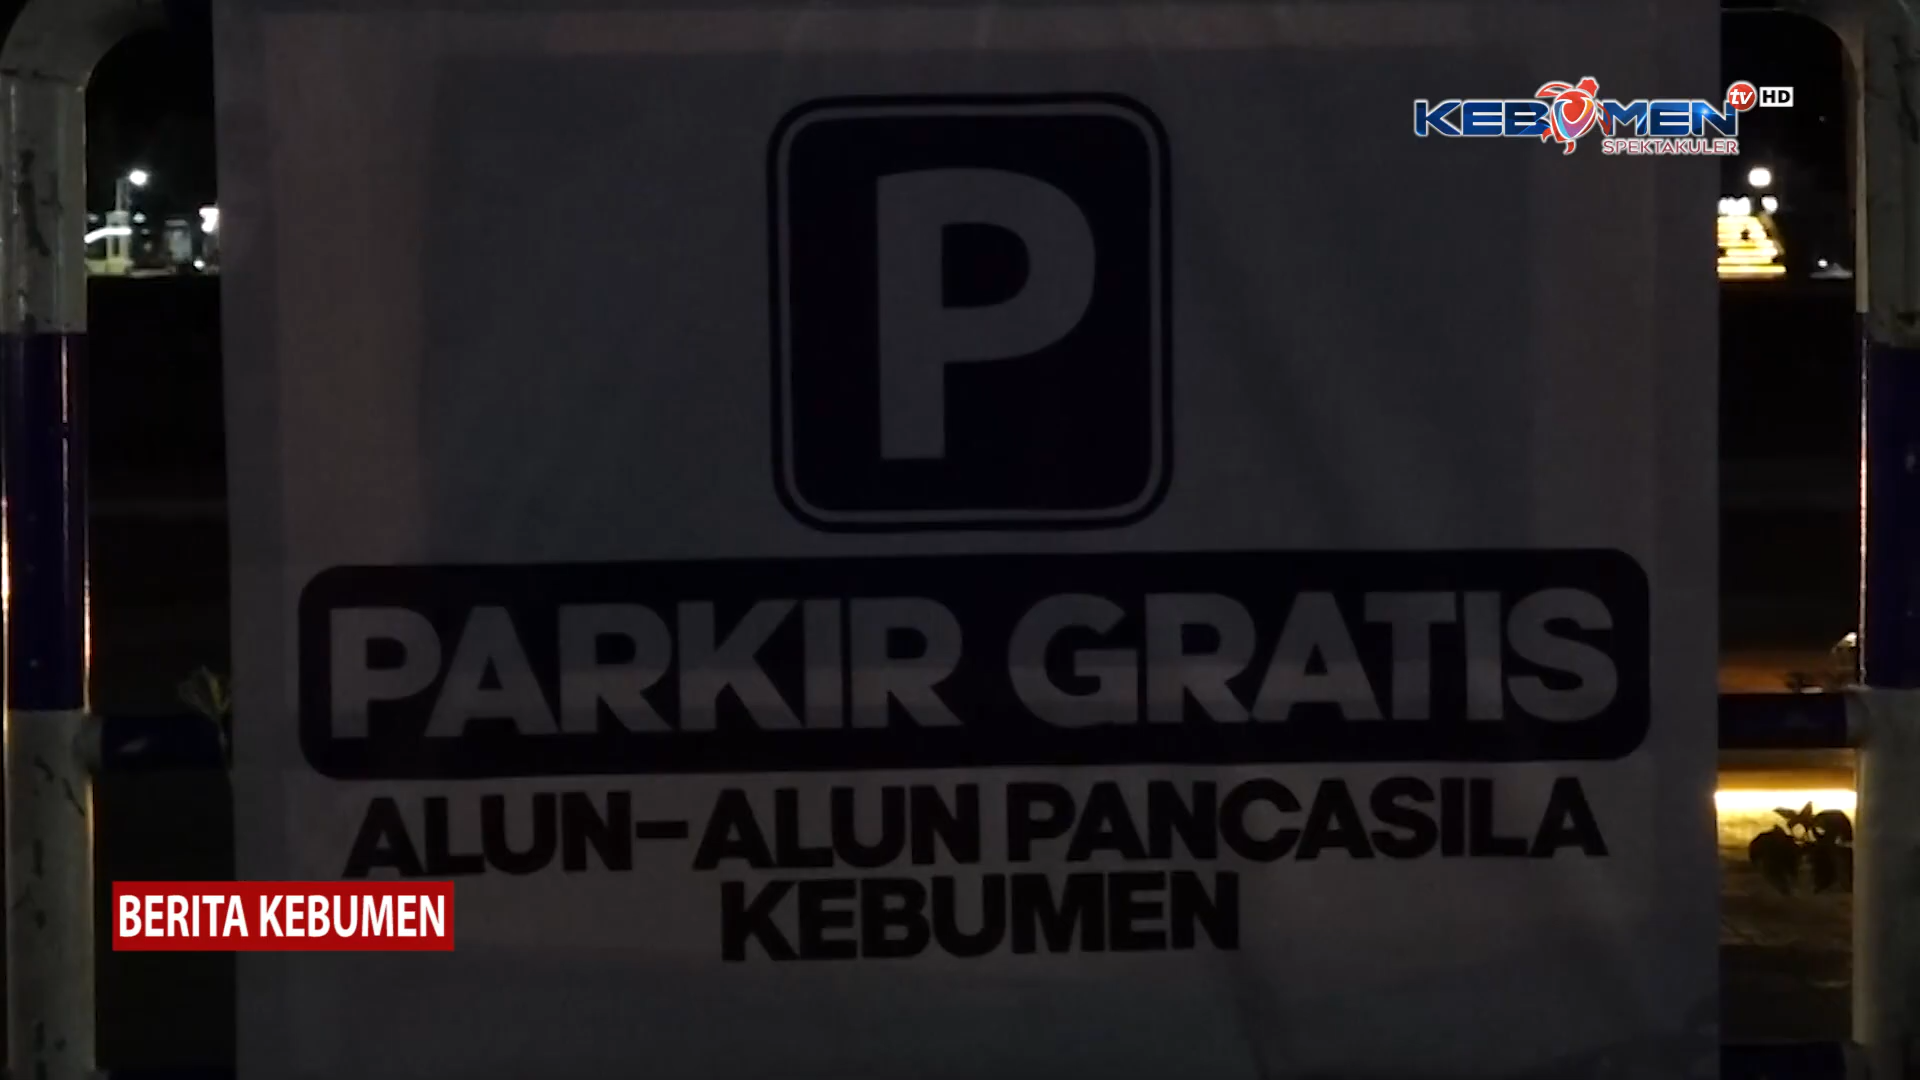 KEBUMEN tv HD
SPEKTAKULER
P
PARKIR GRATIS
ALUN-ALUN PANCASILA
KEBUMEN
BERITA KEBUMEN